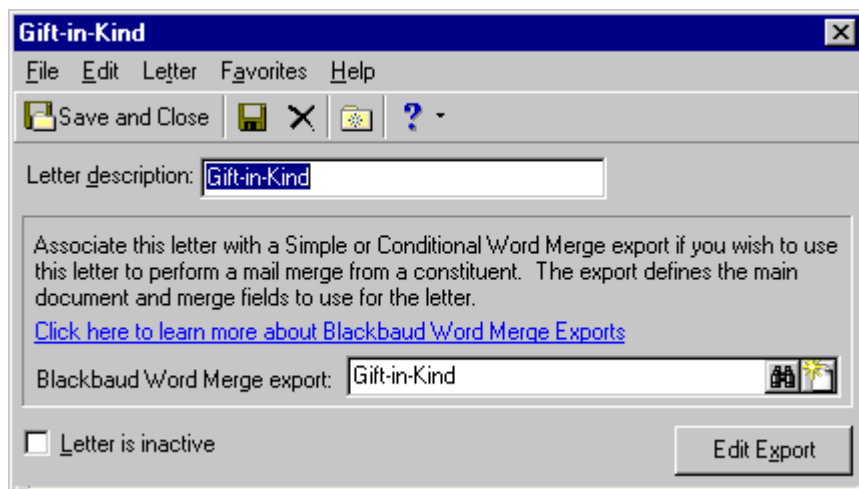 Gift-in-Kind
File Edit Letter Favorites Help
Save and Close ?
Letter description: Gift-in-Kind
Associate this letter with a Simple or Conditional Word Merge export if you wish to use
this letter to perform a mail merge from a constituent. The export defines the main
document and merge fields to use for the letter.
Click here to learn more about Blackbaud Word Merge Exports
Blackbaud Word Merge export: Gift-in-Kind
Letter is inactive
Edit Export